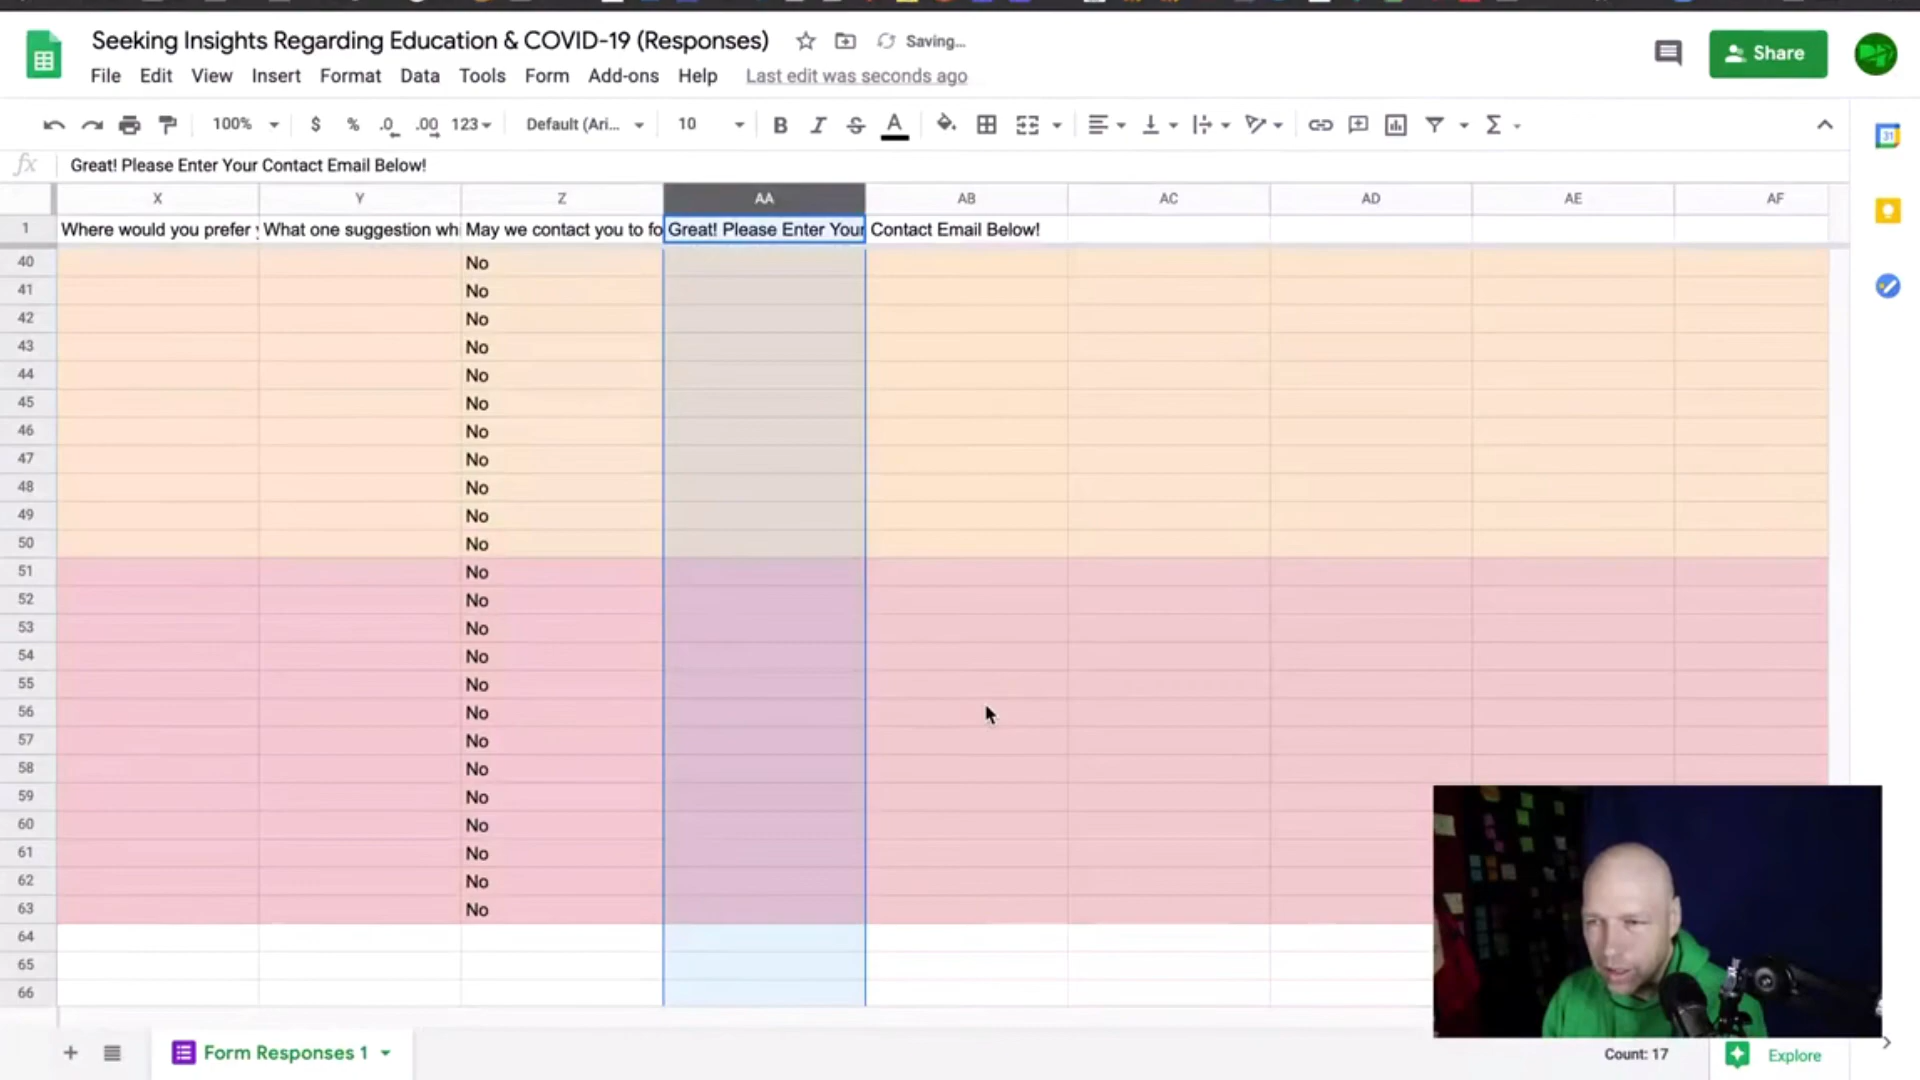 Seeking Insights Regarding Education & COVID-19 (Responses) Saving…
File Edit View Insert Format Data Tools Form Add-ons Help Last edit was seconds ago
Share
100% $ % .0 .00 123 Default (Ari... 10 B I S A
31
fx Great! Please Enter Your Contact Email Below!
X Y Z AA AB AC AD AE AF
1 Where would you prefer What one suggestion whi May we contact you to fo Great! Please Enter Your Contact Email Below!
40 No
41 No
42 No
43 No
44 No
45 No
46 No
47 No
48 No
49 No
50 No
51 No
52 No
53 No
54 No
55 No
56 No
57 No
58 No
59 No
60 No
61 No
62 No
63 No
64
65
66
Form Responses 1 Count: 17 Explore